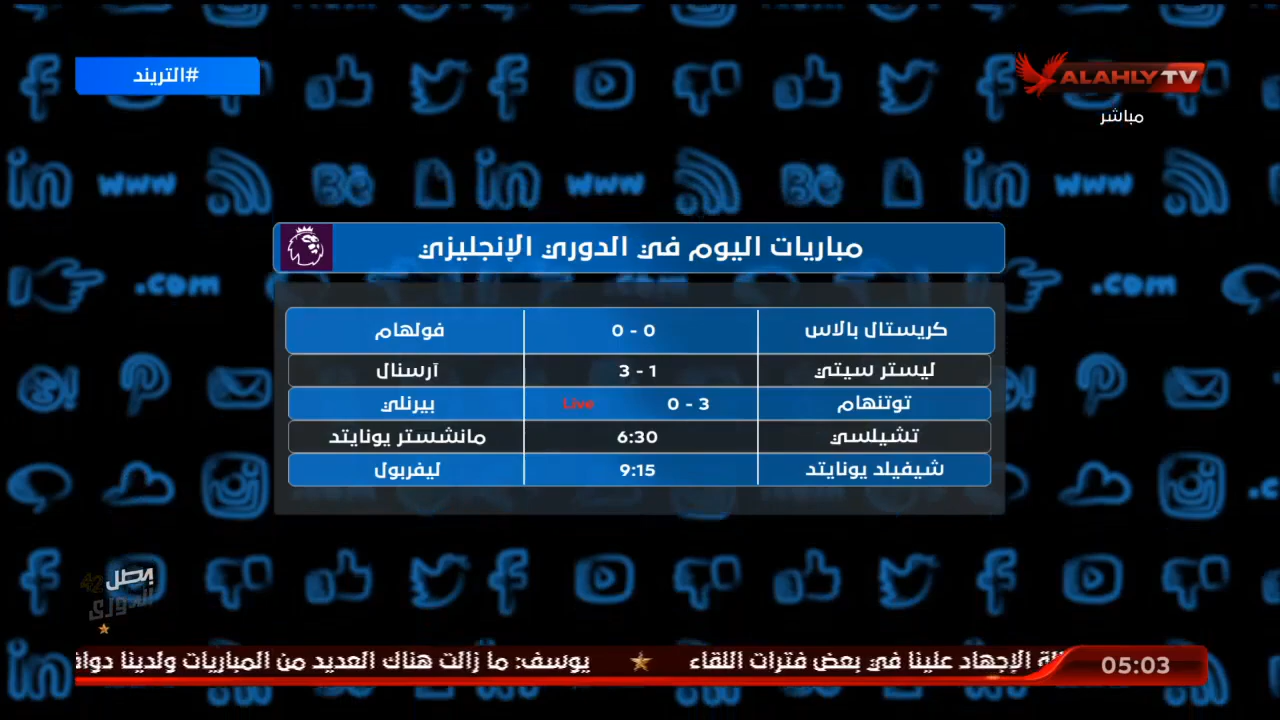 #التريند
ALAHLY TV
مباشر
مباريات اليوم في الدوري الإنجليزي
كريستال بالاس 0 - 0 فولهام
ليستر سيتي 1 - 3 آرسنال
توتنهام 3 - 0 Live بيرنلي
تشيلسي 6:30 مانشستر يونايتد
شيفيلد يونايتد 9:15 ليفربول
بطل
الدوري
05:03 الإجهاد علينا في بعض فترات اللقاء يوسف: ما زالت هناك العديد من المباريات ولدينا